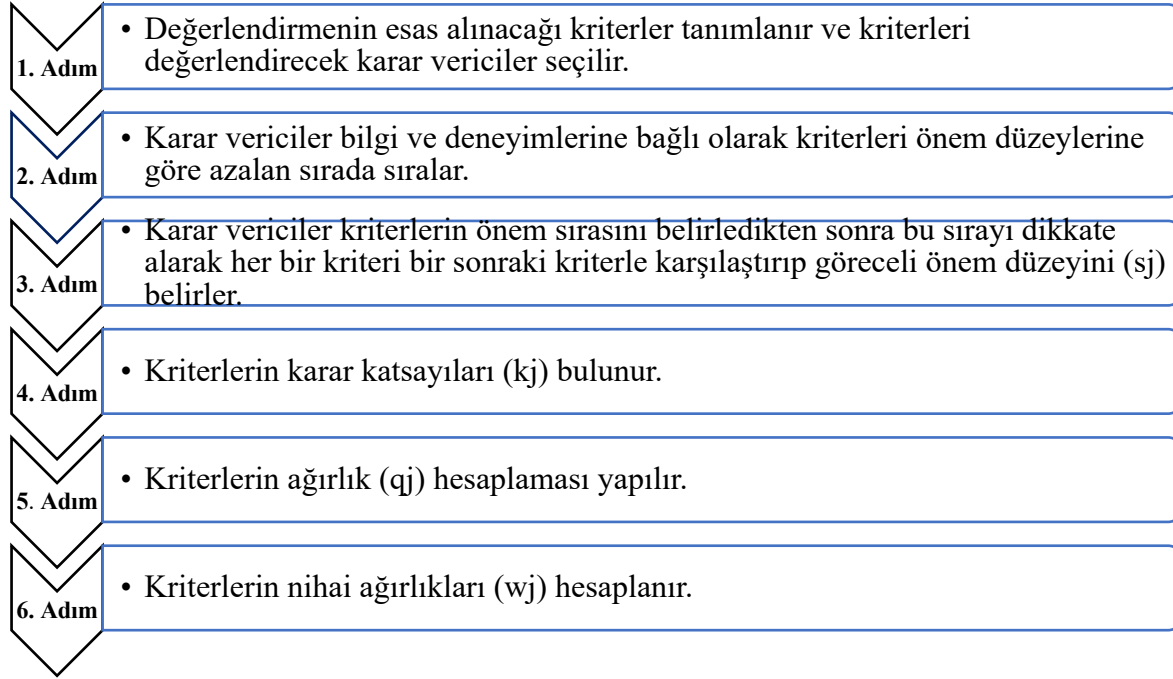 1. Adım
• Değerlendirmenin esas alınacağı kriterler tanımlanır ve kriterleri
değerlendirecek karar vericiler seçilir.
2. Adım
• Karar vericiler bilgi ve deneyimlerine bağlı olarak kriterleri önem düzeylerine
göre azalan sırada sıralar.
3. Adım
• Karar vericiler kriterlerin önem sırasını belirledikten sonra bu sırayı dikkate
alarak her bir kriteri bir sonraki kriterle karşılaştırıp göreceli önem düzeyini (sj)
belirler.
4. Adım
• Kriterlerin karar katsayıları (kj) bulunur.
5. Adım
• Kriterlerin ağırlık (qj) hesaplaması yapılır.
6. Adım
• Kriterlerin nihai ağırlıkları (wj) hesaplanır.